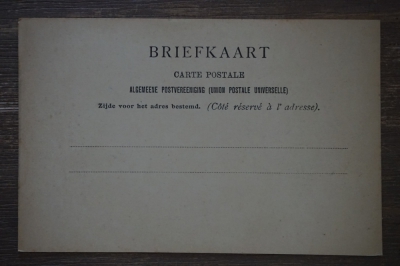 BRIEFKAART
CARTE POSTALE
ALGEMEENE POSTVEREENIGING (UNION POSTALE UNIVERSELLE)
Zijde voor het adres bestemd. (Côté réservé à l'adresse).